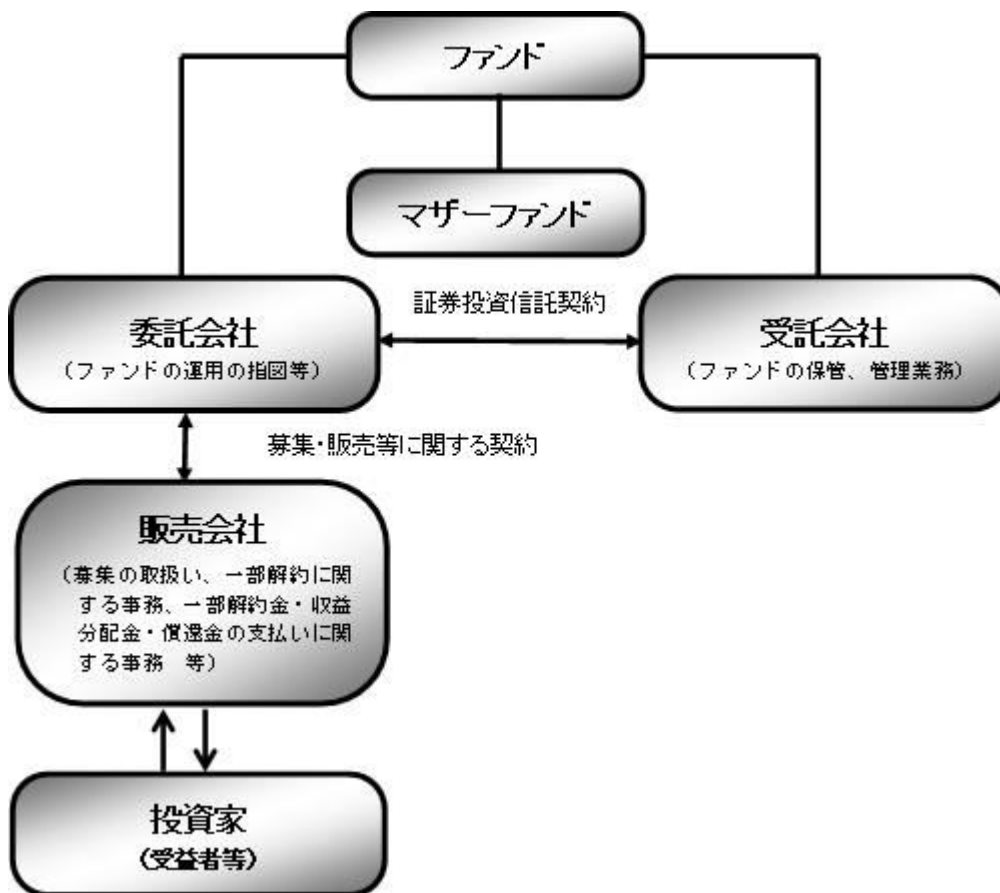 ファンド
マザーファンド
証券投資信託契約
委託会社
（ファンドの運用の指図等）
受託会社
（ファンドの保管、管理業務）
募集・販売等に関する契約
販売会社
（募集の取扱い、一部解約に関
する事務、一部解約金・収益
分配金・償還金の支払いに関
する事務　等）
投資家
（受益者等）